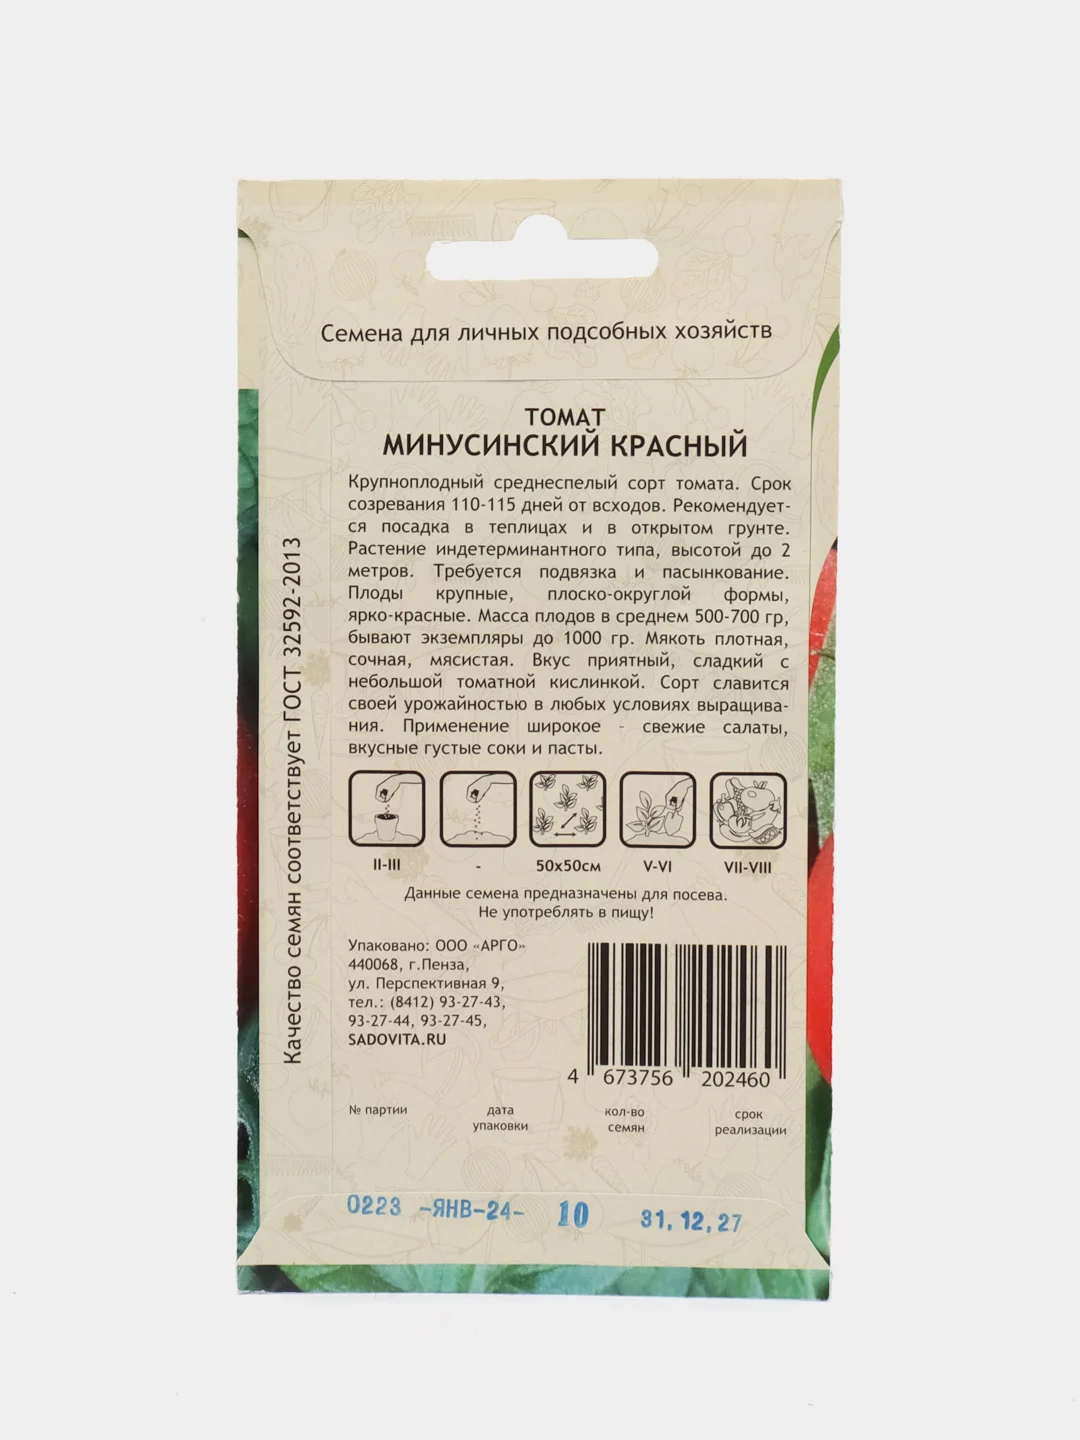 Семена для личных подсобных хозяйств
ТОМАТ
МИНУСИНСКИЙ КРАСНЫЙ
Крупноплодный среднеспелый сорт томата. Срок
созревания 110-115 дней от всходов. Рекомендует-
ся посадка в теплицах и в открытом грунте.
Растение индетерминантного типа, высотой до 2
метров. Требуется подвязка и пасынкование.
Плоды крупные, плоско-округлой формы,
ярко-красные. Масса плодов в среднем 500-700 гр,
бывают экземпляры до 1000 гр. Мякоть плотная,
сочная, мясистая. Вкус приятный, сладкий с
небольшой томатной кислинкой. Сорт славится
своей урожайностью в любых условиях выращива-
ния. Применение широкое - свежие салаты,
вкусные густые соки и пасты.
II-III - 50х50см V-VI VII-VIII
Данные семена предназначены для посева.
Не употреблять в пищу!
Качество семян соответствует ГОСТ 32592-2013
Упаковано: ООО «АРГО»
440068, г.Пенза,
ул. Перспективная 9,
тел.: (8412) 93-27-43,
93-27-44, 93-27-45,
SADOVITA.RU
4 673756 202460
№ партии дата упаковки кол-во семян срок реализации
0223 -ЯНВ-24- 10 31.12.27